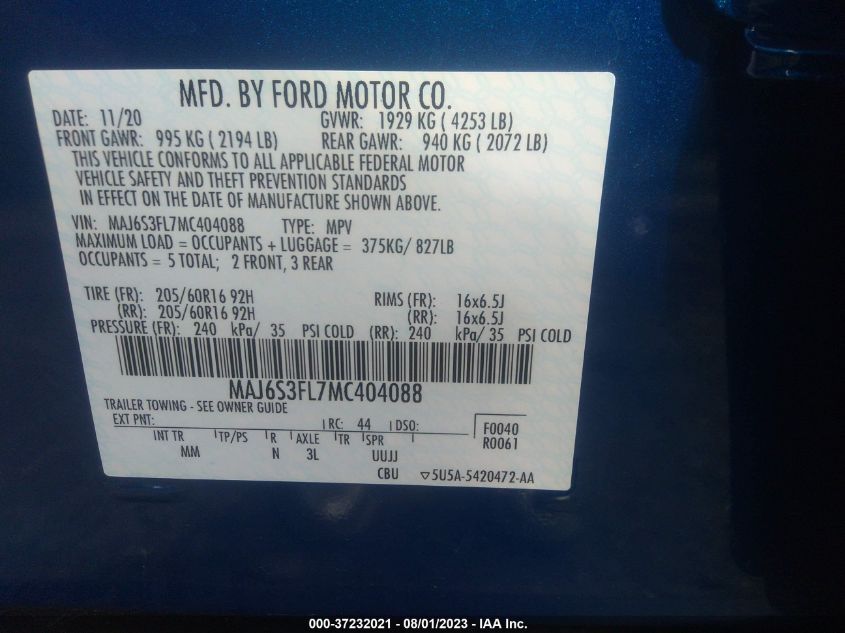 MFD. BY FORD MOTOR CO.
DATE: 11/20 GVWR: 1929 KG ( 4253 LB)
FRONT GAWR: 995 KG ( 2194 LB) REAR GAWR: 940 KG ( 2072 LB)
THIS VEHICLE CONFORMS TO ALL APPLICABLE FEDERAL MOTOR
VEHICLE SAFETY AND THEFT PREVENTION STANDARDS
IN EFFECT ON THE DATE OF MANUFACTURE SHOWN ABOVE.
VIN: MAJ6S3FL7MC404088 TYPE: MPV
MAXIMUM LOAD = OCCUPANTS + LUGGAGE = 375KG/ 827LB
OCCUPANTS = 5 TOTAL; 2 FRONT, 3 REAR
TIRE (FR): 205/60R16 92H RIMS (FR): 16x6.5J
(RR): 205/60R16 92H (RR): 16x6.5J
PRESSURE (FR): 240 kPa/ 35 PSI COLD (RR): 240 kPa/ 35 PSI COLD
MAJ6S3FL7MC404088
TRAILER TOWING - SEE OWNER GUIDE
EXT PNT: RC: 44 DSO: F0040
R0061
INT TR TP/PS R AXLE TR SPR
MM N 3L UUJJ
CBU ▽5U5A-5420472-AA
000-37232021 - 08/01/2023 - IAA Inc.